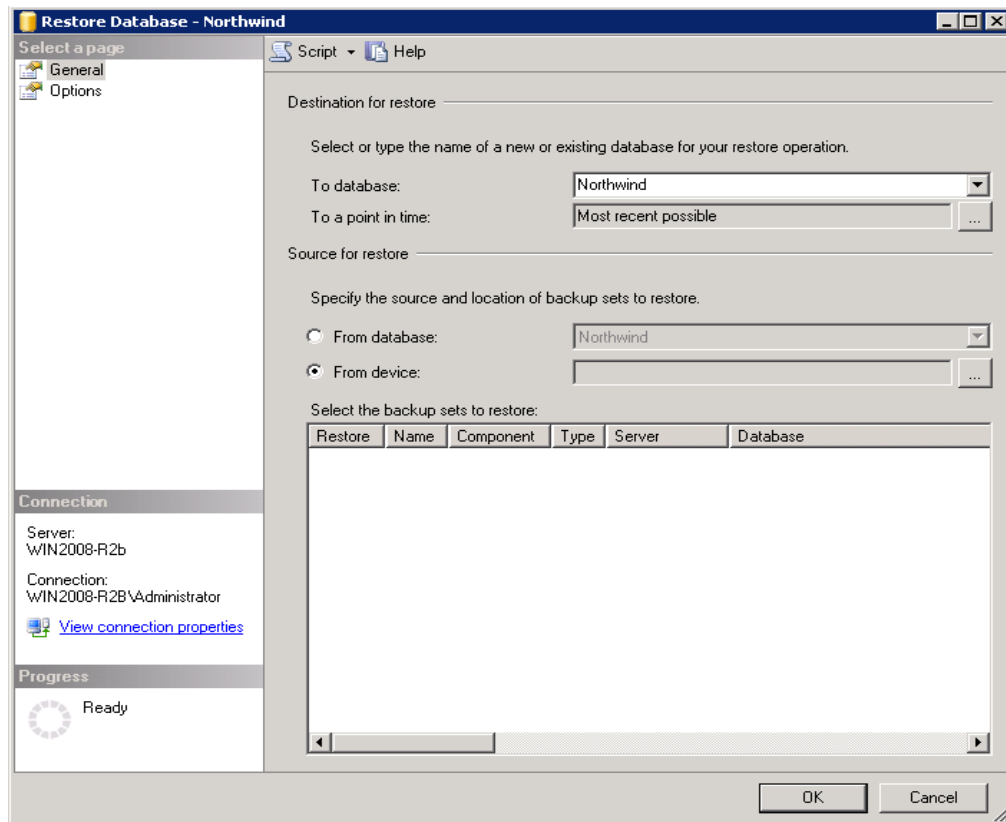 Restore Database - Northwind
Select a page
General
Options
Script Help
Destination for restore
Select or type the name of a new or existing database for your restore operation.
To database: Northwind
To a point in time: Most recent possible ...
Source for restore
Specify the source and location of backup sets to restore.
From database: Northwind
From device: ...
Select the backup sets to restore:
Restore Name Component Type Server Database
Connection
Server:
WIN2008-R2b
Connection:
WIN2008-R2B\Administrator
View connection properties
Progress
Ready
OK Cancel